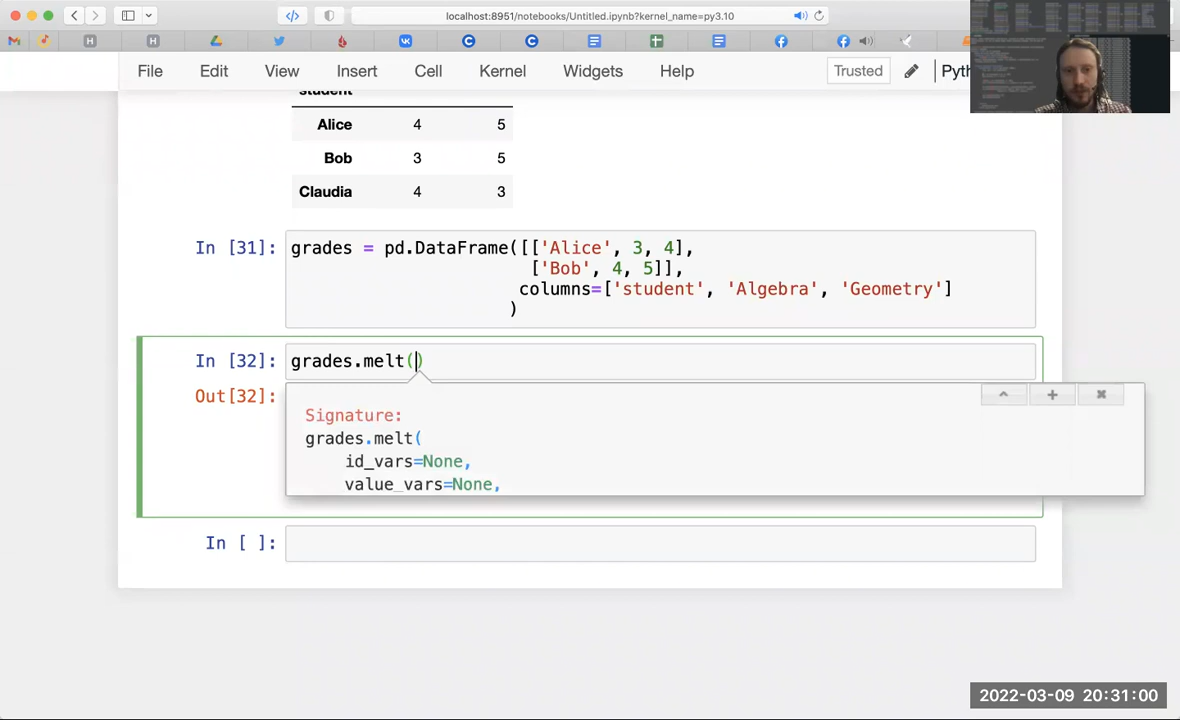 localhost:8951/notebooks/Untitled.ipynb?kernel_name=py3.10
File Edit View Insert Cell Kernel Widgets Help Trusted Pyth
student
Alice 4 5
Bob 3 5
Claudia 4 3
In [31]: grades = pd.DataFrame([['Alice', 3, 4],
['Bob', 4, 5]],
columns=['student', 'Algebra', 'Geometry']
)
In [32]: grades.melt()
Out[32]:
Signature:
grades.melt(
id_vars=None,
value_vars=None,
In [ ]:
2022-03-09 20:31:00